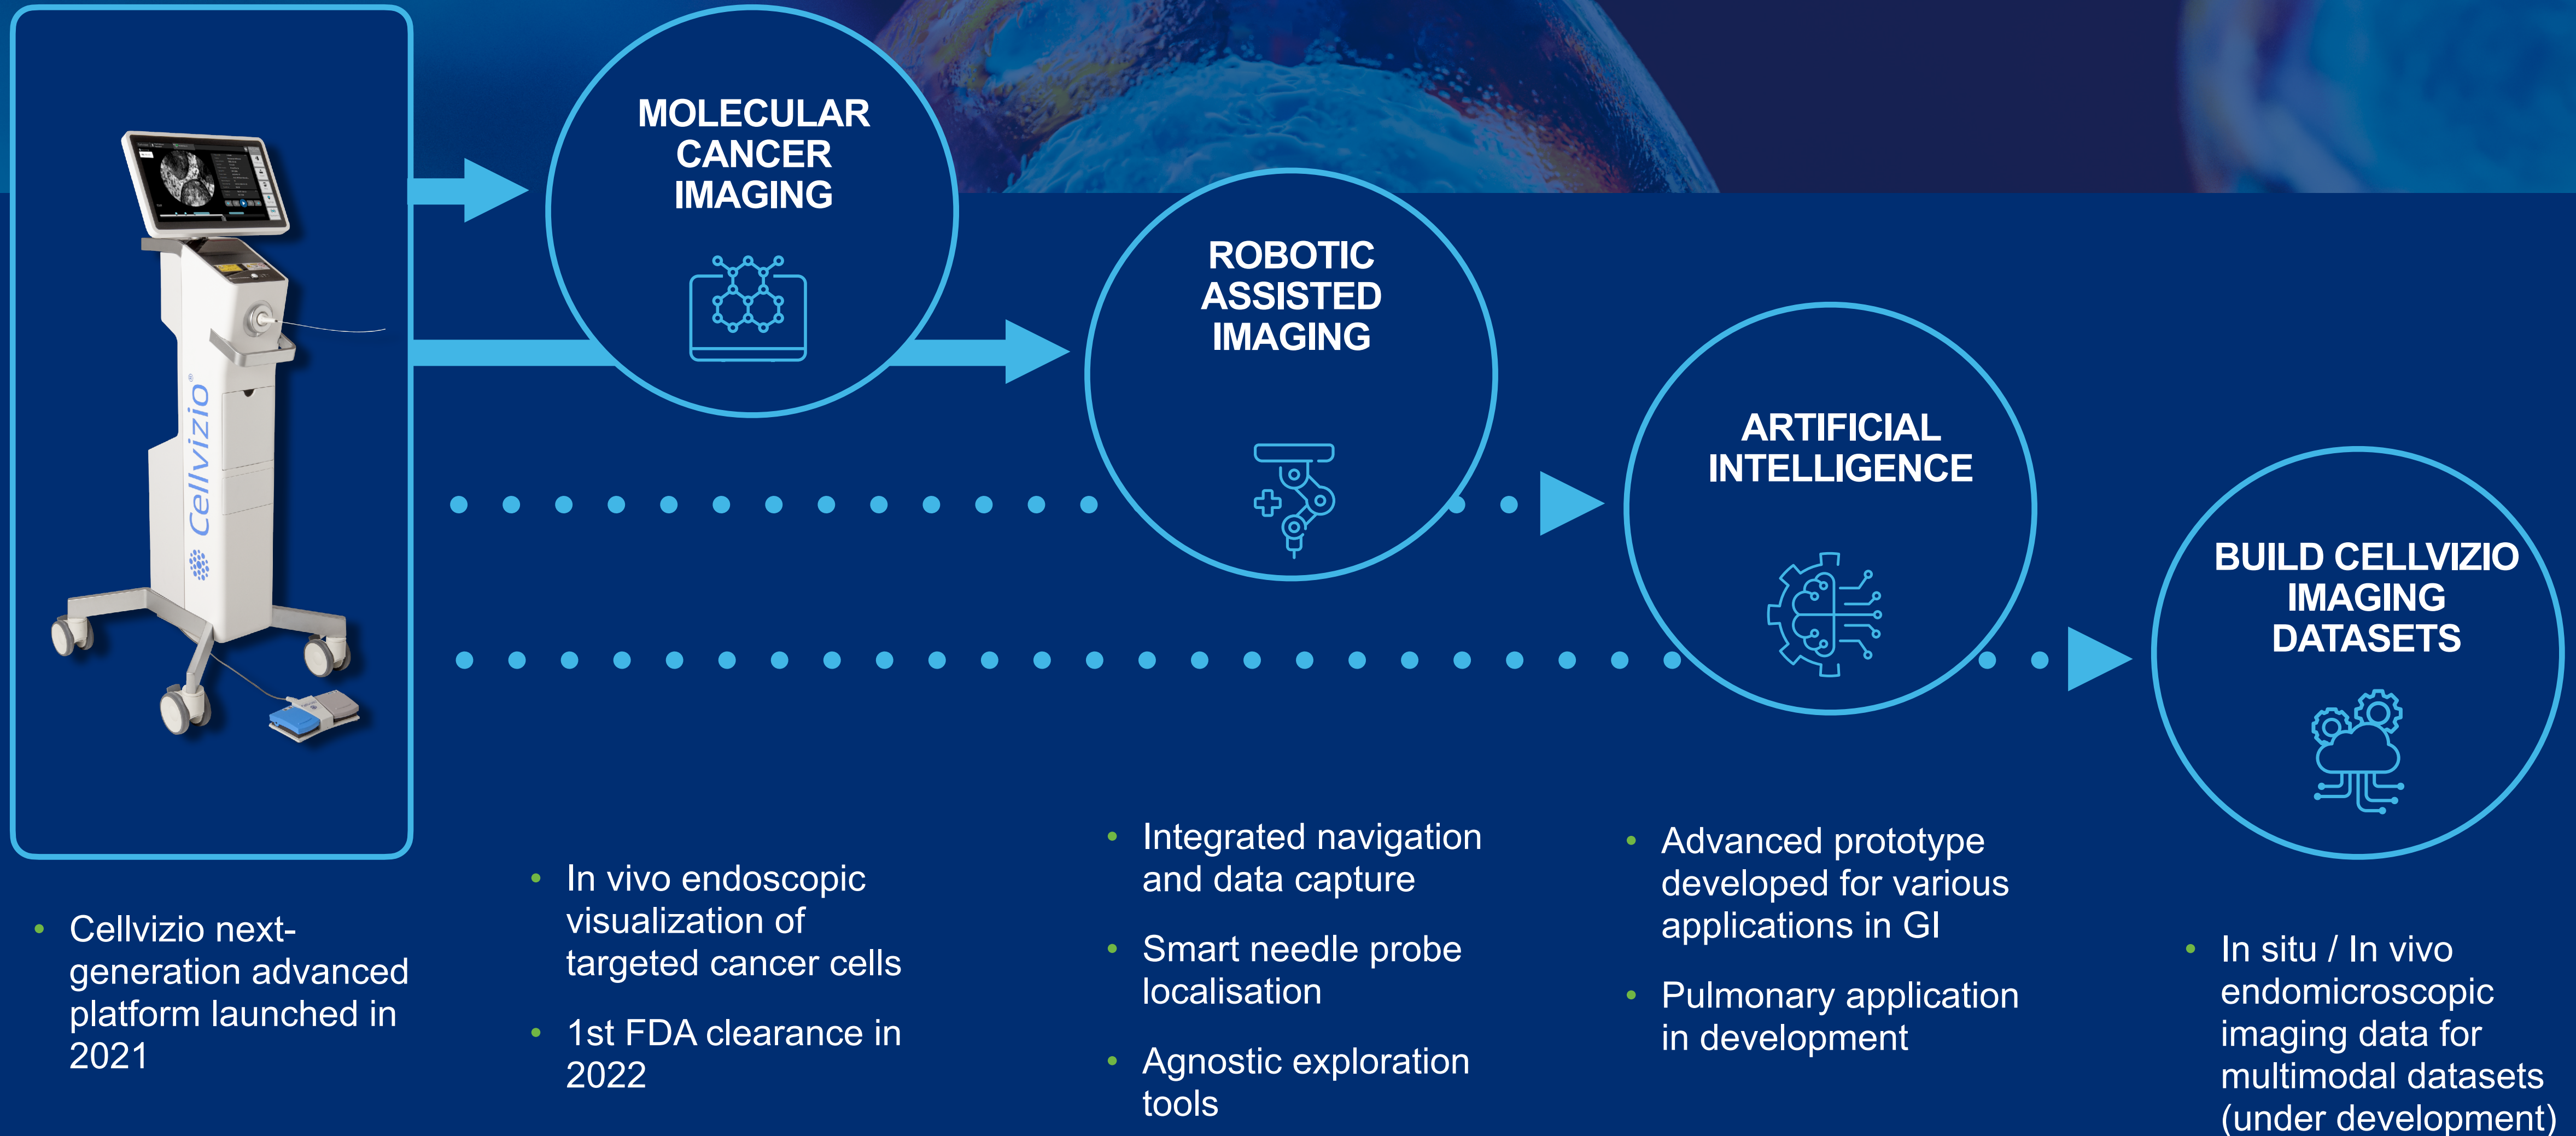 MOLECULAR
CANCER
IMAGING
ROBOTIC
ASSISTED
IMAGING
ARTIFICIAL
INTELLIGENCE
BUILD CELLVIZIO
IMAGING
DATASETS
Cellvizio®
• Cellvizio next-
generation advanced
platform launched in
2021
• In vivo endoscopic
visualization of
targeted cancer cells
• 1st FDA clearance in
2022
• Integrated navigation
and data capture
• Smart needle probe
localisation
• Agnostic exploration
tools
• Advanced prototype
developed for various
applications in GI
• Pulmonary application
in development
• In situ / In vivo
endomicroscopic
imaging data for
multimodal datasets
(under development)